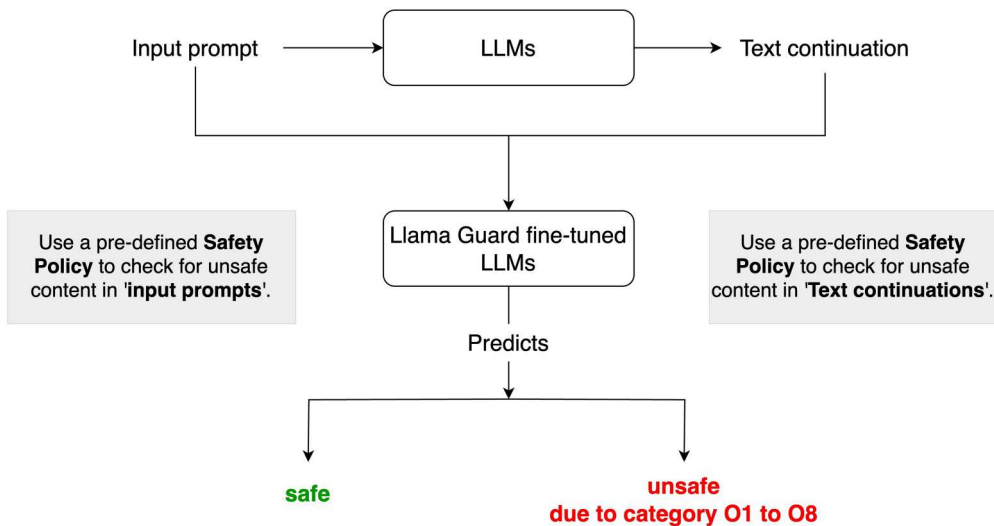 Input prompt
LLMs
Text continuation
Use a pre-defined Safety
Policy to check for unsafe
content in 'input prompts'.
Llama Guard fine-tuned
LLMs
Use a pre-defined Safety
Policy to check for unsafe
content in 'Text continuations'.
Predicts
safe
unsafe
due to category O1 to O8